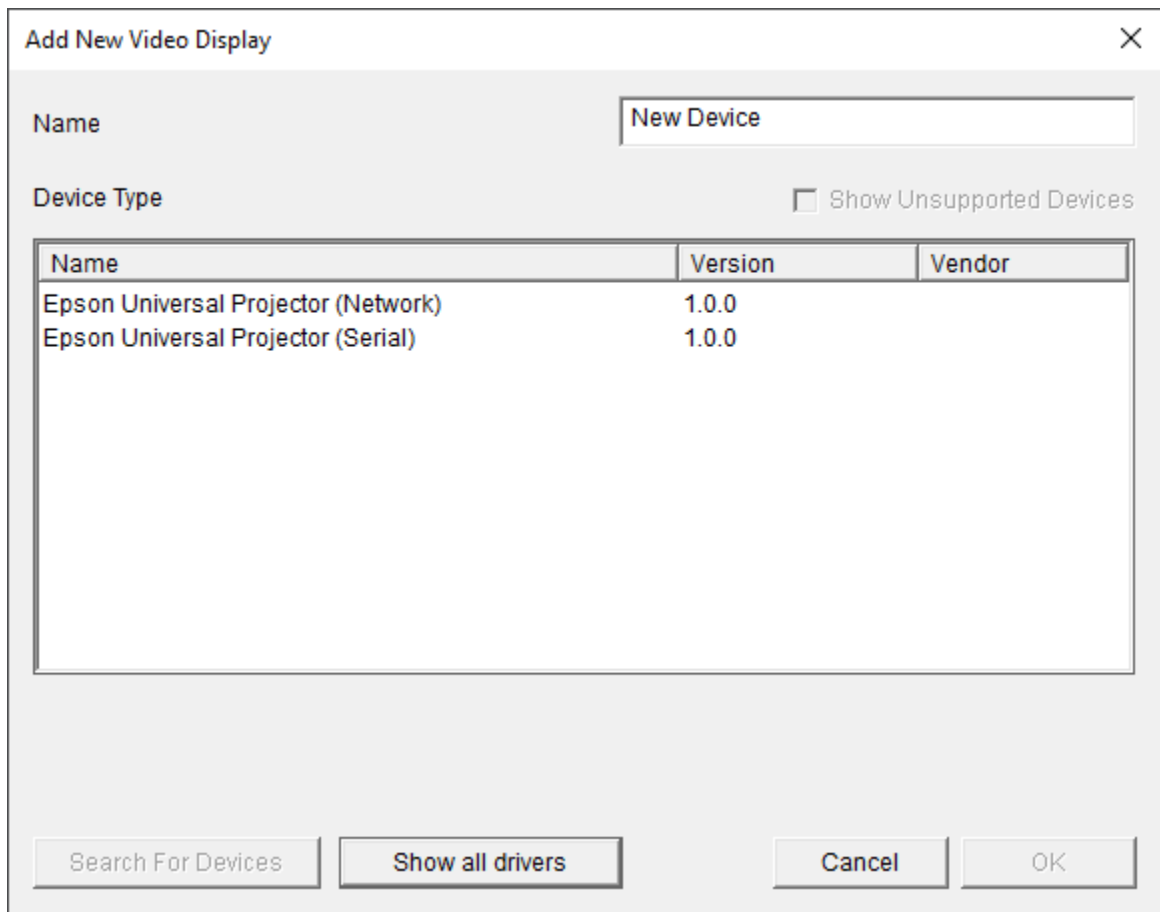 Add New Video Display
Name
New Device
Device Type
Show Unsupported Devices
Name Version Vendor
Epson Universal Projector (Network) 1.0.0
Epson Universal Projector (Serial) 1.0.0
Search For Devices Show all drivers Cancel OK